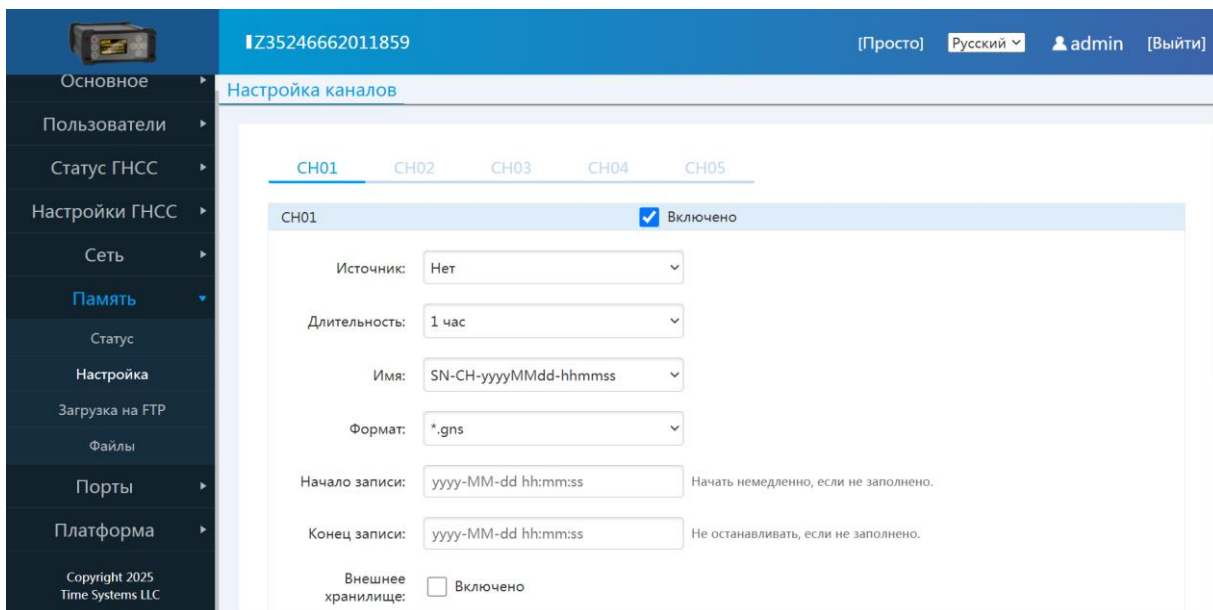 IZ35246662011859
[Просто] Русский admin [Выйти]
Основное
Пользователи
Статус ГНСС
Настройки ГНСС
Сеть
Память
Статус
Настройка
Загрузка на FTP
Файлы
Порты
Платформа
Copyright 2025
Time Systems LLC
Настройка каналов
CH01 CH02 CH03 CH04 CH05
CH01 Включено
Источник: Нет
Длительность: 1 час
Имя: SN-CH-yyyyMMdd-hhmmss
Формат: *.gns
Начало записи: yyyy-MM-dd hh:mm:ss Начать немедленно, если не заполнено.
Конец записи: yyyy-MM-dd hh:mm:ss Не останавливать, если не заполнено.
Внешнее
хранилище: Включено